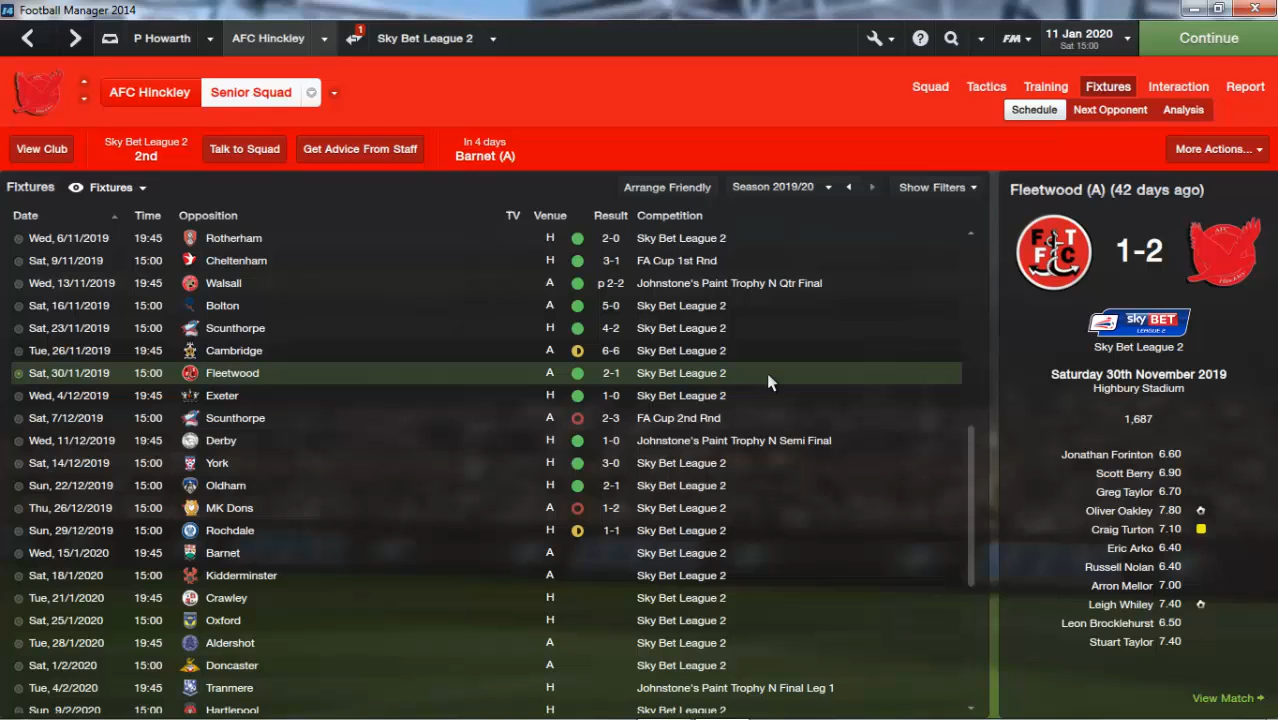 14 Football Manager 2014
P Howarth AFC Hinckley 1 Sky Bet League 2 FM 11 Jan 2020 Sat 15:00 Continue
AFC Hinckley Senior Squad Squad Tactics Training Fixtures Interaction Report
Schedule Next Opponent Analysis
View Club Sky Bet League 2 2nd Talk to Squad Get Advice From Staff In 4 days Barnet (A) More Actions...
Fixtures Fixtures Arrange Friendly Season 2019/20 Show Filters
Date Time Opposition TV Venue Result Competition
Wed, 6/11/2019 19:45 Rotherham H 2-0 Sky Bet League 2
Sat, 9/11/2019 15:00 Cheltenham H 3-1 FA Cup 1st Rnd
Wed, 13/11/2019 19:45 Walsall A p 2-2 Johnstone's Paint Trophy N Qtr Final
Sat, 16/11/2019 15:00 Bolton A 5-0 Sky Bet League 2
Sat, 23/11/2019 15:00 Scunthorpe H 4-2 Sky Bet League 2
Tue, 26/11/2019 19:45 Cambridge A 6-6 Sky Bet League 2
Sat, 30/11/2019 15:00 Fleetwood A 2-1 Sky Bet League 2
Wed, 4/12/2019 19:45 Exeter H 1-0 Sky Bet League 2
Sat, 7/12/2019 15:00 Scunthorpe A 2-3 FA Cup 2nd Rnd
Wed, 11/12/2019 19:45 Derby H 1-0 Johnstone's Paint Trophy N Semi Final
Sat, 14/12/2019 15:00 York H 3-0 Sky Bet League 2
Sun, 22/12/2019 15:00 Oldham H 2-1 Sky Bet League 2
Thu, 26/12/2019 15:00 MK Dons A 1-2 Sky Bet League 2
Sun, 29/12/2019 15:00 Rochdale H 1-1 Sky Bet League 2
Wed, 15/1/2020 19:45 Barnet A Sky Bet League 2
Sat, 18/1/2020 15:00 Kidderminster A Sky Bet League 2
Tue, 21/1/2020 19:45 Crawley H Sky Bet League 2
Sat, 25/1/2020 15:00 Oxford H Sky Bet League 2
Tue, 28/1/2020 19:45 Aldershot A Sky Bet League 2
Sat, 1/2/2020 15:00 Doncaster A Sky Bet League 2
Tue, 4/2/2020 19:45 Tranmere H Johnstone's Paint Trophy N Final Leg 1
Sun, 9/2/2020 15:00 Hartlepool H Sky Bet League 2
Fleetwood (A) (42 days ago)
F T F C 1-2
sky BET
LEAGUE 2
Sky Bet League 2
Saturday 30th November 2019
Highbury Stadium
1,687
Jonathan Forinton 6.60
Scott Berry 6.90
Greg Taylor 6.70
Oliver Oakley 7.80
Craig Turton 7.10
Eric Arko 6.40
Russell Nolan 6.40
Arron Mellor 7.00
Leigh Whiley 7.40
Leon Brocklehurst 6.50
Stuart Taylor 7.40
View Match